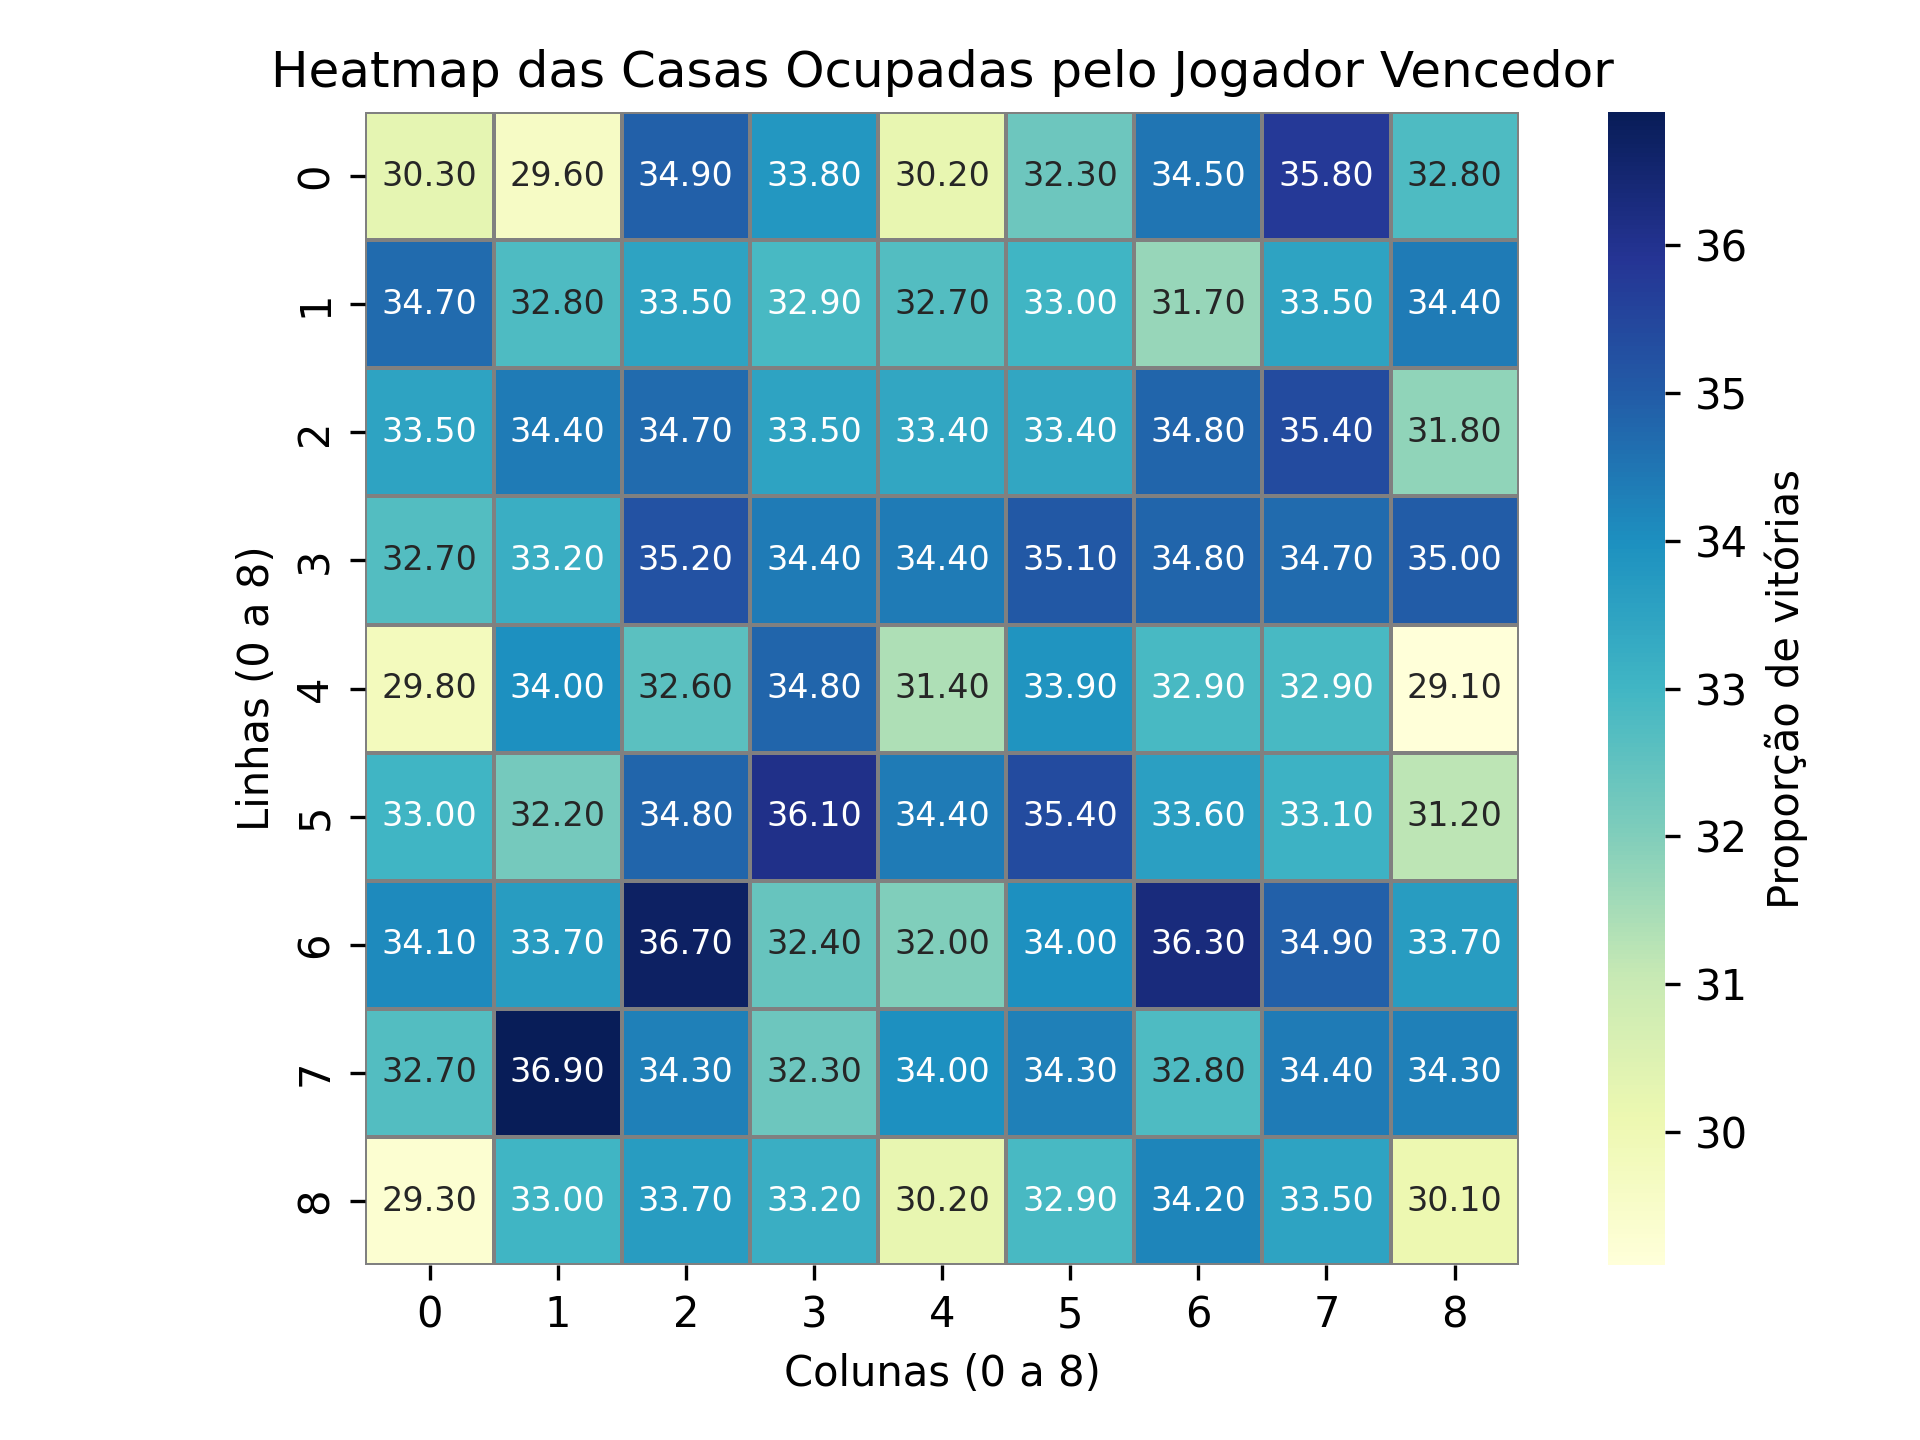 Heatmap das Casas Ocupadas pelo Jogador Vencedor
0 30.30 29.60 34.90 33.80 30.20 32.30 34.50 35.80 32.80
1 34.70 32.80 33.50 32.90 32.70 33.00 31.70 33.50 34.40
2 33.50 34.40 34.70 33.50 33.40 33.40 34.80 35.40 31.80
3 32.70 33.20 35.20 34.40 34.40 35.10 34.80 34.70 35.00
4 29.80 34.00 32.60 34.80 31.40 33.90 32.90 32.90 29.10
5 33.00 32.20 34.80 36.10 34.40 35.40 33.60 33.10 31.20
6 34.10 33.70 36.70 32.40 32.00 34.00 36.30 34.90 33.70
7 32.70 36.90 34.30 32.30 34.00 34.30 32.80 34.40 34.30
8 29.30 33.00 33.70 33.20 30.20 32.90 34.20 33.50 30.10
0 1 2 3 4 5 6 7 8
Colunas (0 a 8)
Linhas (0 a 8)
36
35
34
33
32
31
30
Proporção de vitórias